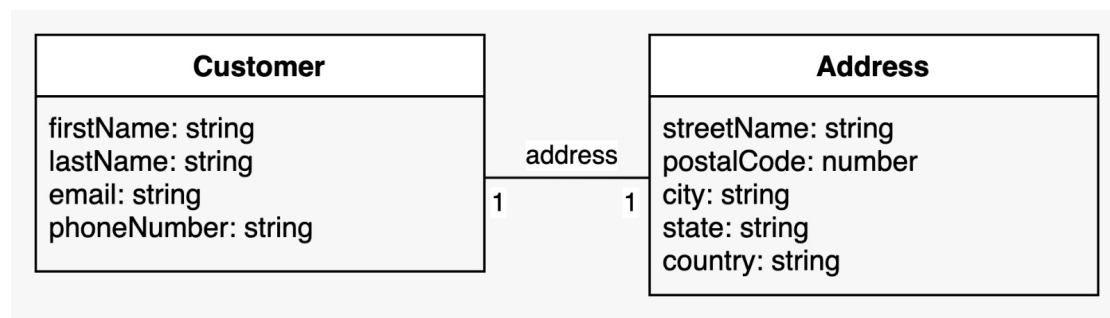 Customer
firstName: string
lastName: string
email: string
phoneNumber: string
address
1
1
Address
streetName: string
postalCode: number
city: string
state: string
country: string